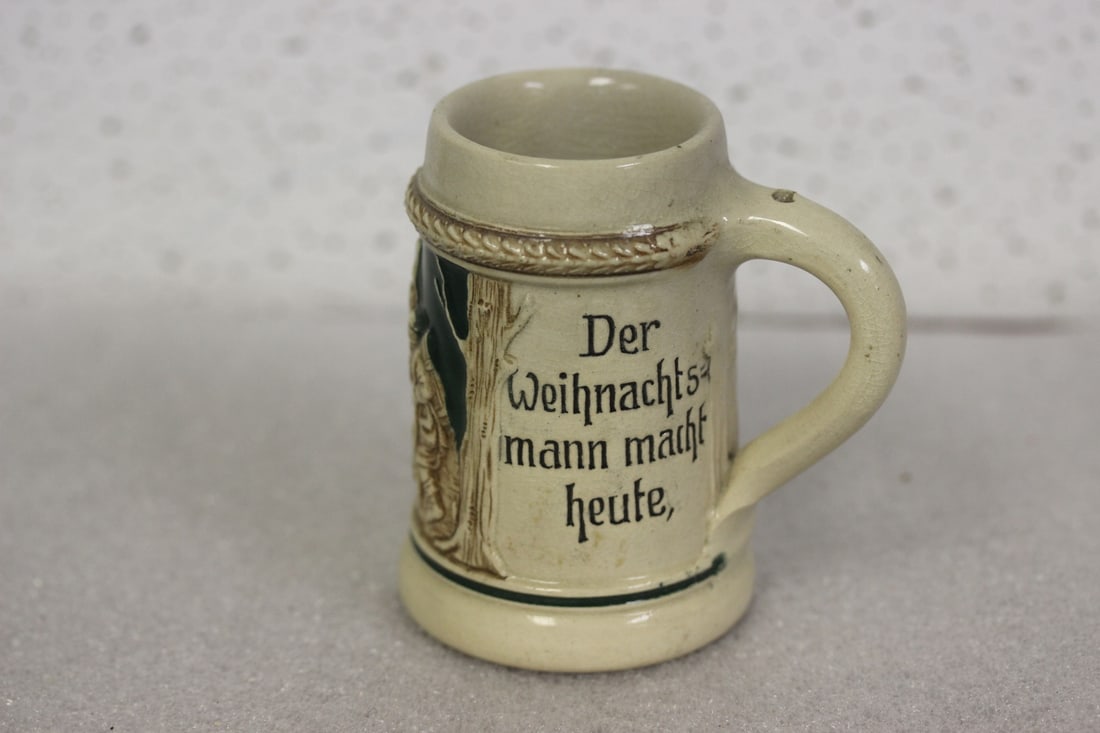 Der
Weihnachts=
mann macht
heute,